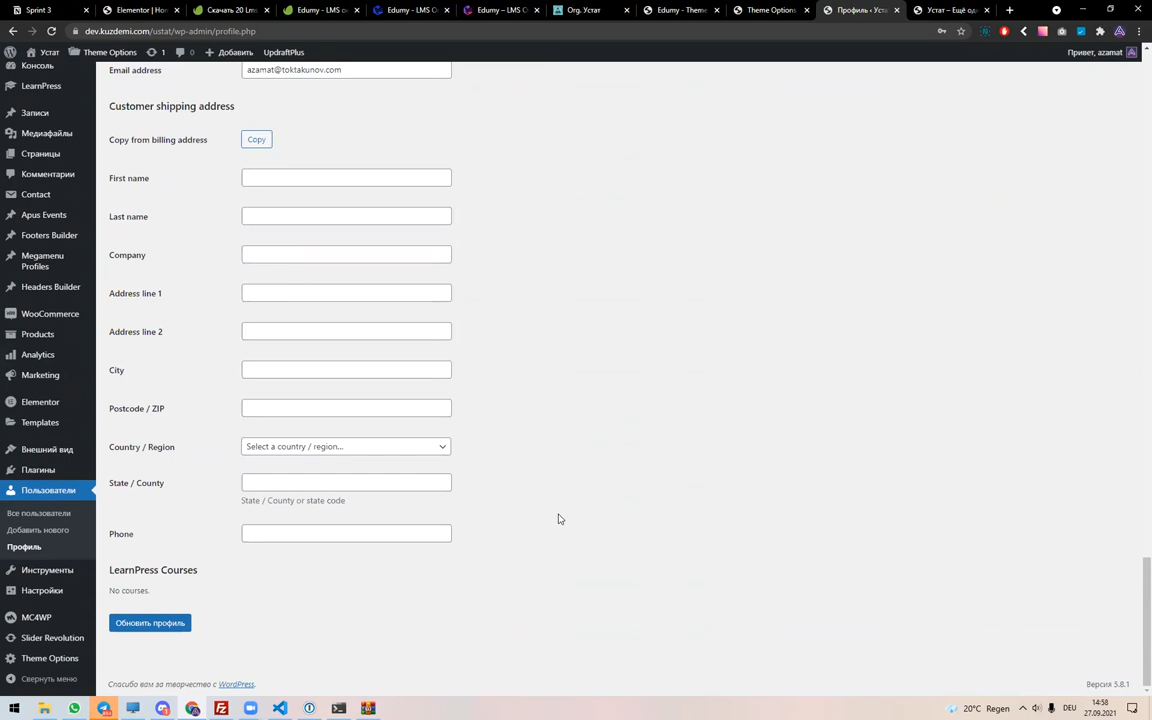 Sprint 3
Elementor | Hon
Скачать 20 Lms
Edumy - LMS o
Edumy - LMS O
Edumy – LMS O
Org. Устат
Edumy - Theme
Theme Options
Профиль ‹ Уста
Устат – Ещё од
dev.kuzdemi.com/ustat/wp-admin/profile.php
Устат
Theme Options
1
0
Добавить
UpdraftPlus
Привет, azamat
Консоль
LearnPress
Записи
Медиафайлы
Страницы
Комментарии
Contact
Apus Events
Footers Builder
Megamenu
Profiles
Headers Builder
WooCommerce
Products
Analytics
Marketing
Elementor
Templates
Внешний вид
Плагины
Пользователи
Все пользователи
Добавить нового
Профиль
Инструменты
Настройки
MC4WP
Slider Revolution
Theme Options
Свернуть меню
Email address
azamat@toktakunov.com
Customer shipping address
Copy from billing address
Copy
First name
Last name
Company
Address line 1
Address line 2
City
Postcode / ZIP
Country / Region
Select a country / region...
State / County
State / County or state code
Phone
LearnPress Courses
No courses.
Обновить профиль
Спасибо вам за творчество с WordPress.
Версия 5.8.1
20°C Regen
DEU
14:58
27.09.2021